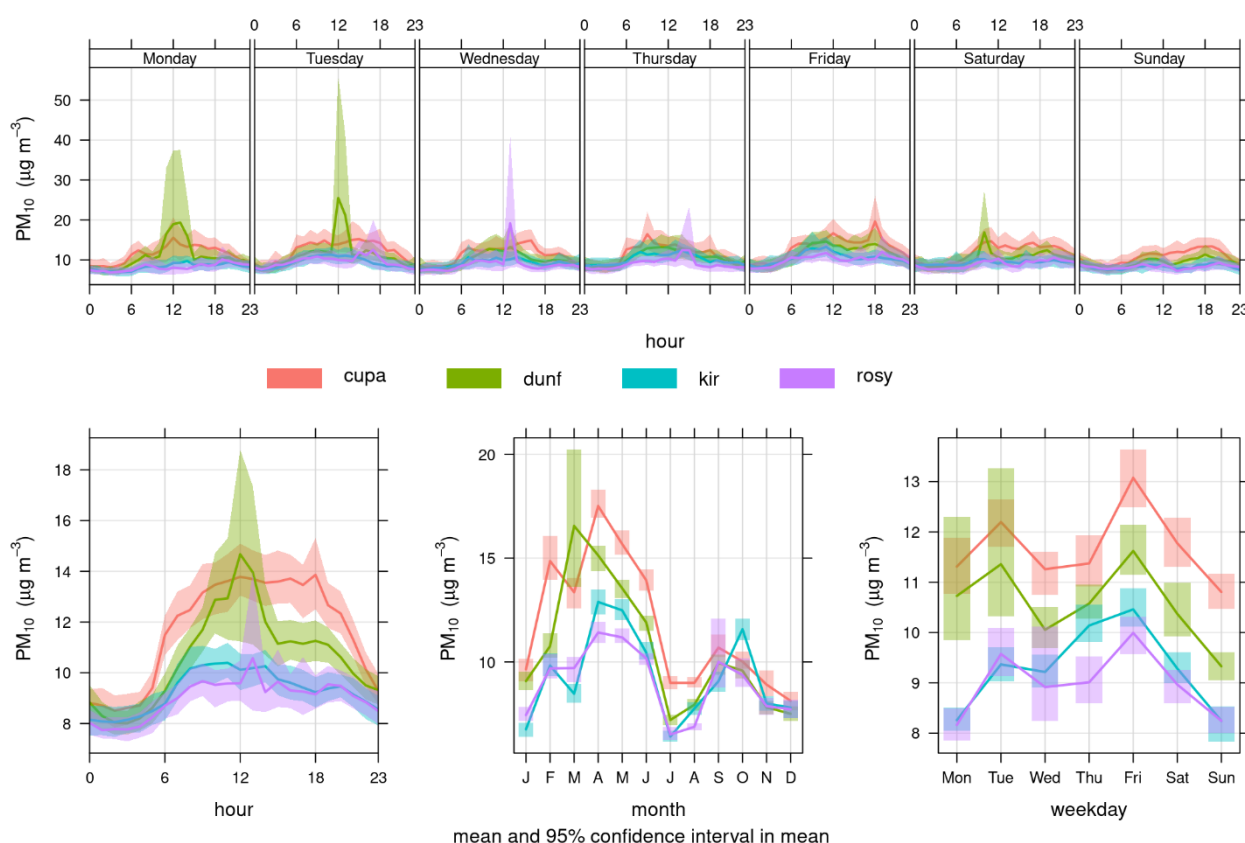 0 6 12 18 23 0 6 12 18 23 0 6 12 18 23
Monday Tuesday Wednesday Thursday Friday Saturday Sunday
PM₁₀ (µg m⁻³)
50
40
30
20
10
0 6 12 18 23 0 6 12 18 23 0 6 12 18 23 0 6 12 18 23
hour
cupa dunf kir rosy
PM₁₀ (µg m⁻³)
18
16
14
12
10
8
0 6 12 18 23
hour
PM₁₀ (µg m⁻³)
20
15
10
J F M A M J J A S O N D
month
PM₁₀ (µg m⁻³)
13
12
11
10
9
8
Mon Tue Wed Thu Fri Sat Sun
weekday
mean and 95% confidence interval in mean